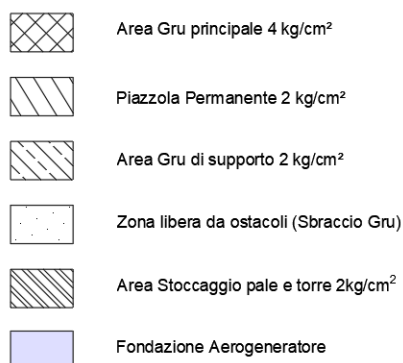 Area Gru principale 4 kg/cm²
Piazzola Permanente 2 kg/cm²
Area Gru di supporto 2 kg/cm²
Zona libera da ostacoli (Sbraccio Gru)
Area Stoccaggio pale e torre 2kg/cm²
Fondazione Aerogeneratore